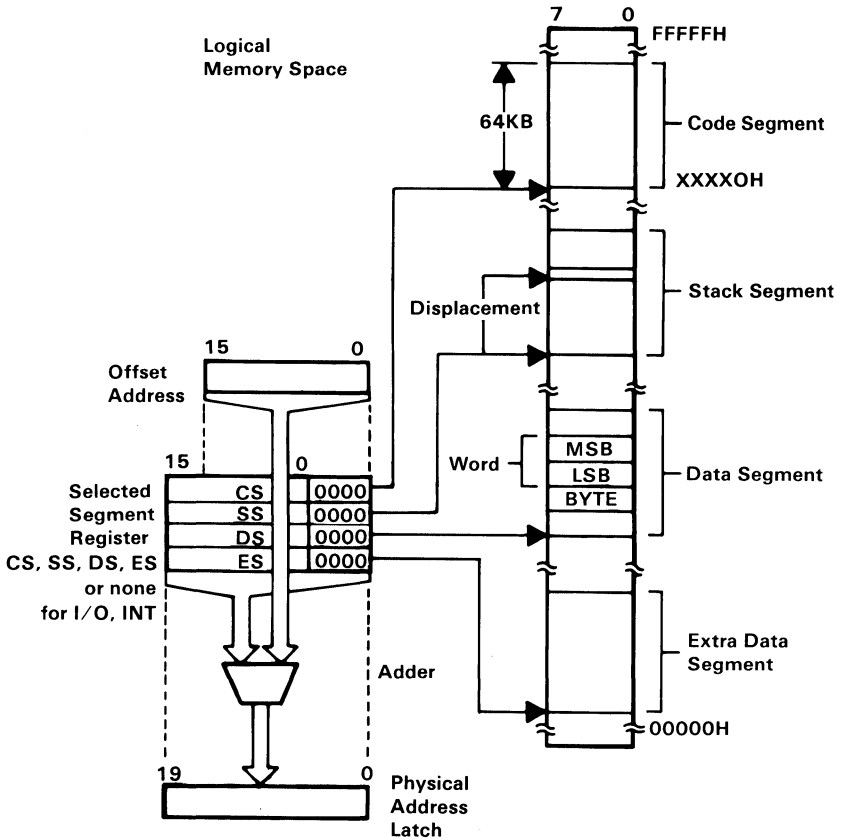 7 0
FFFFFH
Logical
Memory Space
64KB
Code Segment
XXXXOH
Displacement
Stack Segment
15 0
Offset
Address
MSB
Word
LSB
Data Segment
BYTE
15 0
Selected CS 0000
Segment SS 0000
Register DS 0000
CS, SS, DS, ES ES 0000
or none
for I/O, INT
Extra Data
Segment
Adder
00000H
19 0
Physical
Address
Latch